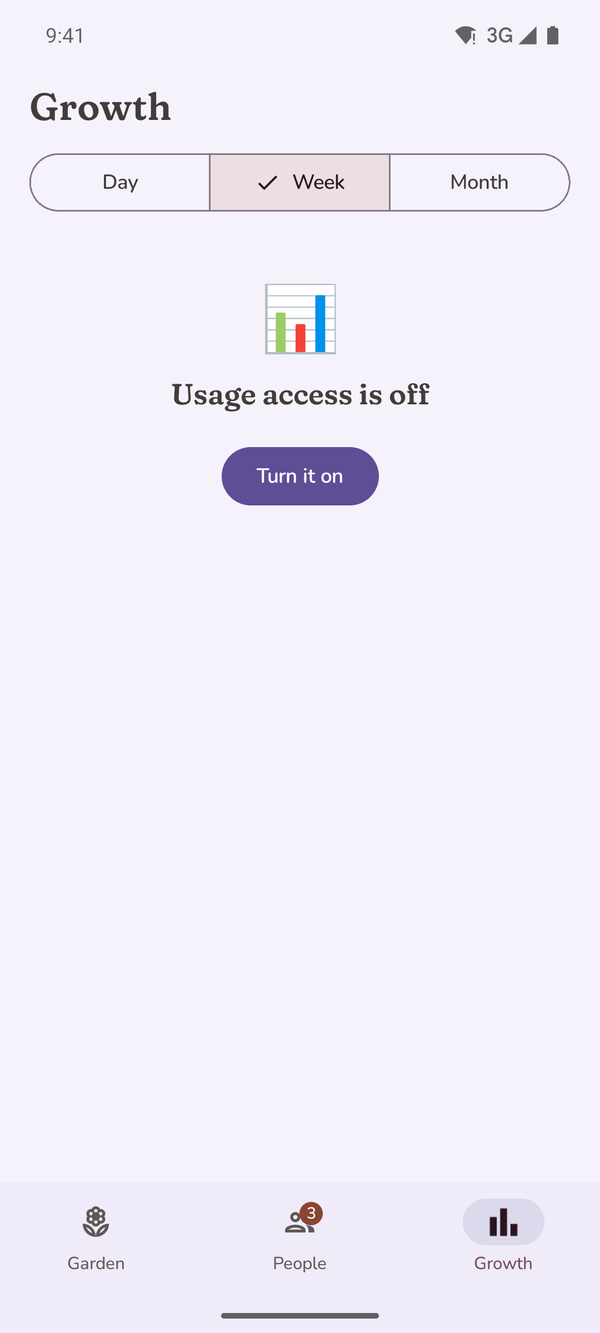 9:41
3G
Growth
Day
Week
Month
Usage access is off
Turn it on
3
Garden
People
Growth